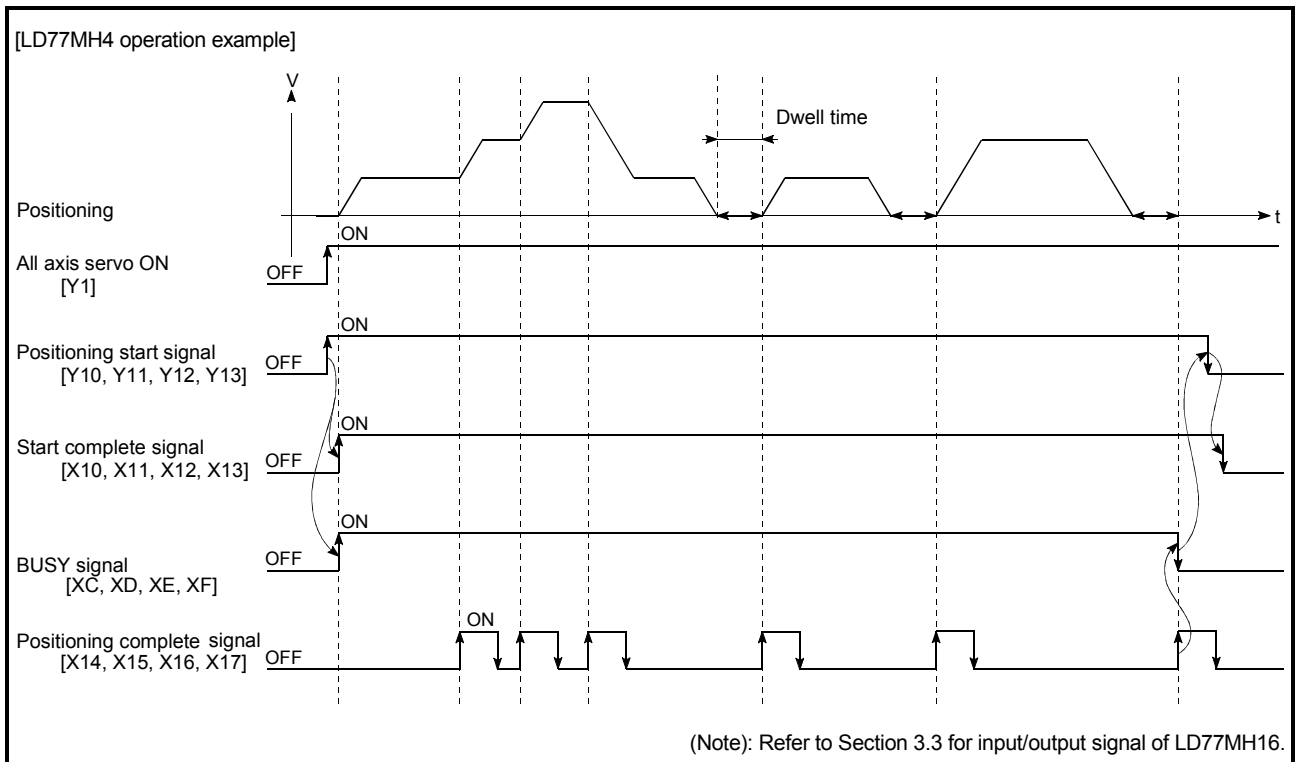 [LD77MH4 operation example]
V
Dwell time
Positioning
t
ON
All axis servo ON
[Y1]
OFF
ON
Positioning start signal
[Y10, Y11, Y12, Y13]
OFF
ON
Start complete signal
[X10, X11, X12, X13]
OFF
ON
BUSY signal
[XC, XD, XE, XF]
OFF
ON
Positioning complete signal
[X14, X15, X16, X17]
OFF
(Note): Refer to Section 3.3 for input/output signal of LD77MH16.